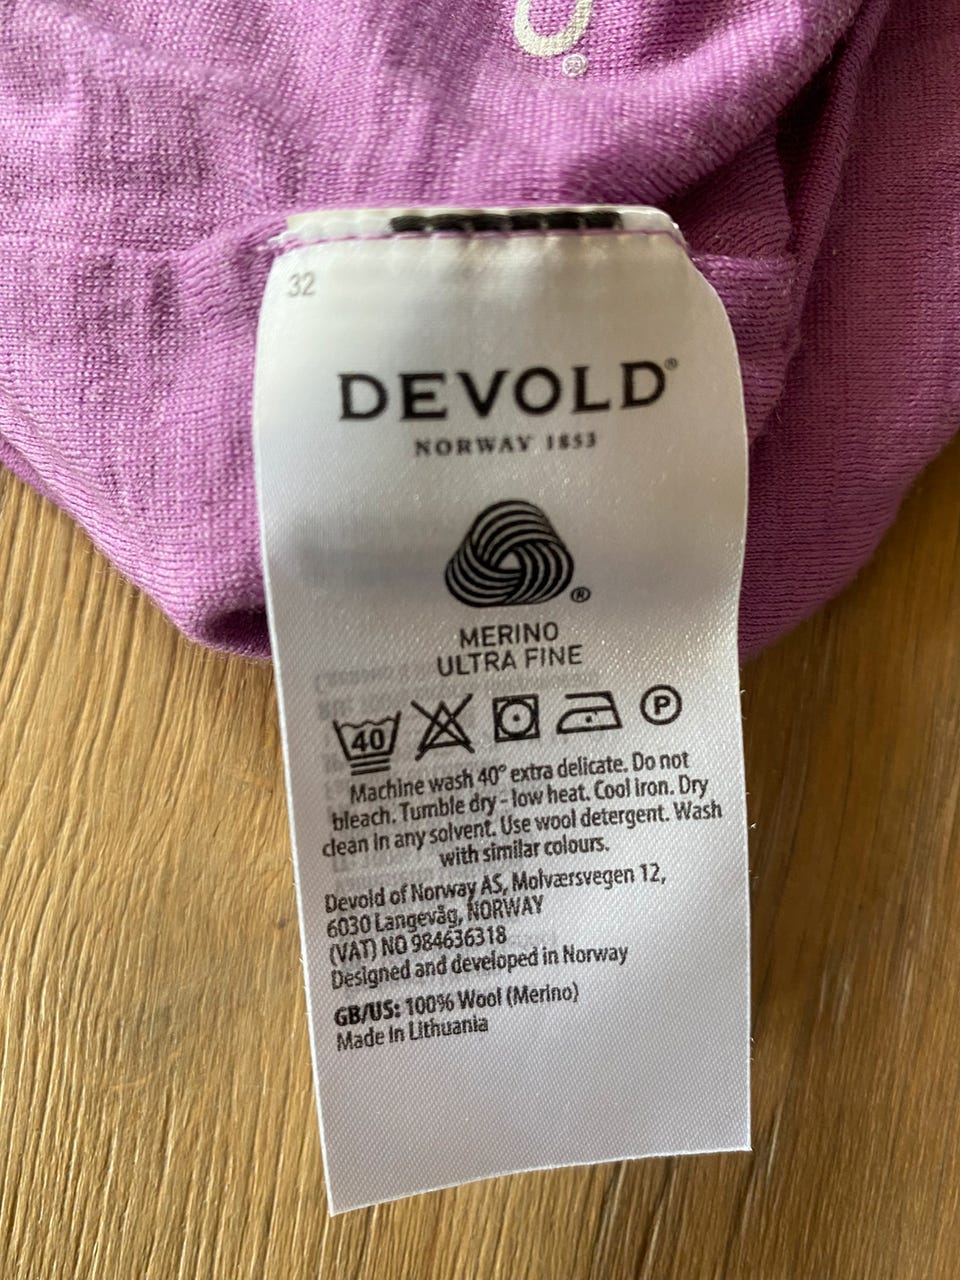 32
DEVOLD®
NORWAY 1853
®
MERINO
ULTRA FINE
40 P
Machine wash 40° extra delicate. Do not
bleach. Tumble dry - low heat. Cool iron. Dry
clean in any solvent. Use wool detergent. Wash
with similar colours.
Devold of Norway AS, Molværsvegen 12,
6030 Langevåg, NORWAY
(VAT) NO 984636318
Designed and developed in Norway
GB/US: 100% Wool (Merino)
Made in Lithuania